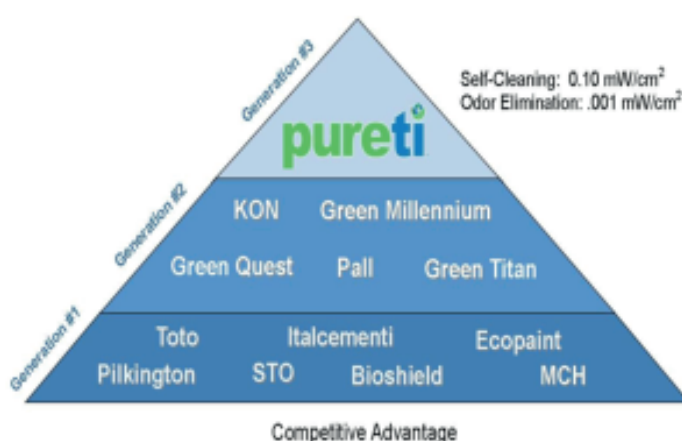 Generation #3
Self-Cleaning: 0.10 mW/cm²
Odor Elimination: .001 mW/cm²
pureti
Generation #2
KON Green Millennium
Green Quest Pall Green Titan
Generation #1
Toto Italcementi Ecopaint
Pilkington STO Bioshield MCH
Competitive Advantage